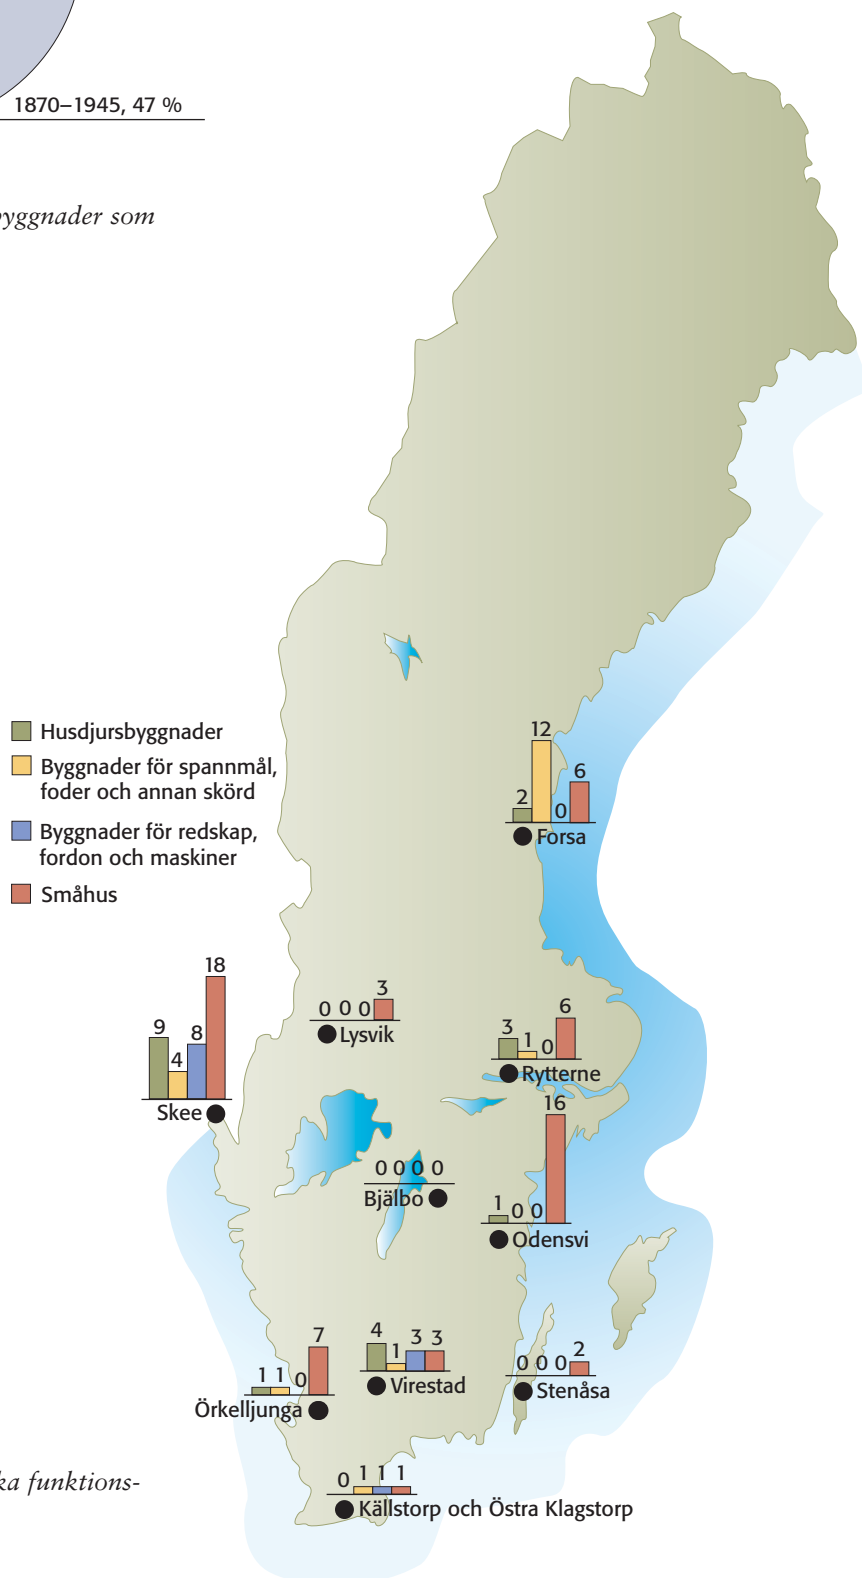 1870–1945, 47 %
byggnader som
Husdjursbyggnader
Byggnader för spannmål,
foder och annan skörd
Byggnader för redskap,
fordon och maskiner
Småhus
2 12 0 6
Forsa
9 4 8 18
Skee
0 0 0 3
Lysvik
3 1 0 6
Rytterne
0 0 0 0
Bjälbo
1 0 0 16
Odensvi
1 1 0 7
Örkelljunga
4 1 3 3
Virestad
0 0 0 2
Stenåsa
0 1 1 1
Källstorp och Östra Klagstorp
ka funktions-